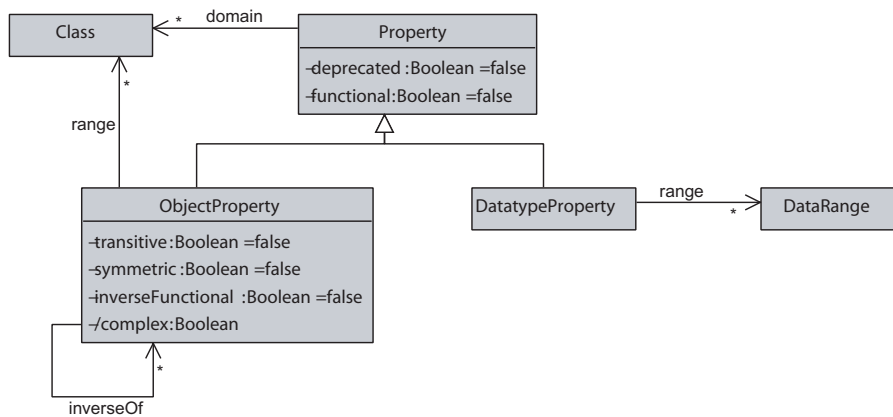 Class
*
domain
Property
-deprecated :Boolean =false
-functional:Boolean =false
*
range
ObjectProperty
-transitive:Boolean =false
-symmetric :Boolean =false
-inverseFunctional :Boolean =false
-/complex:Boolean
*
inverseOf
DatatypeProperty
range
*
DataRange